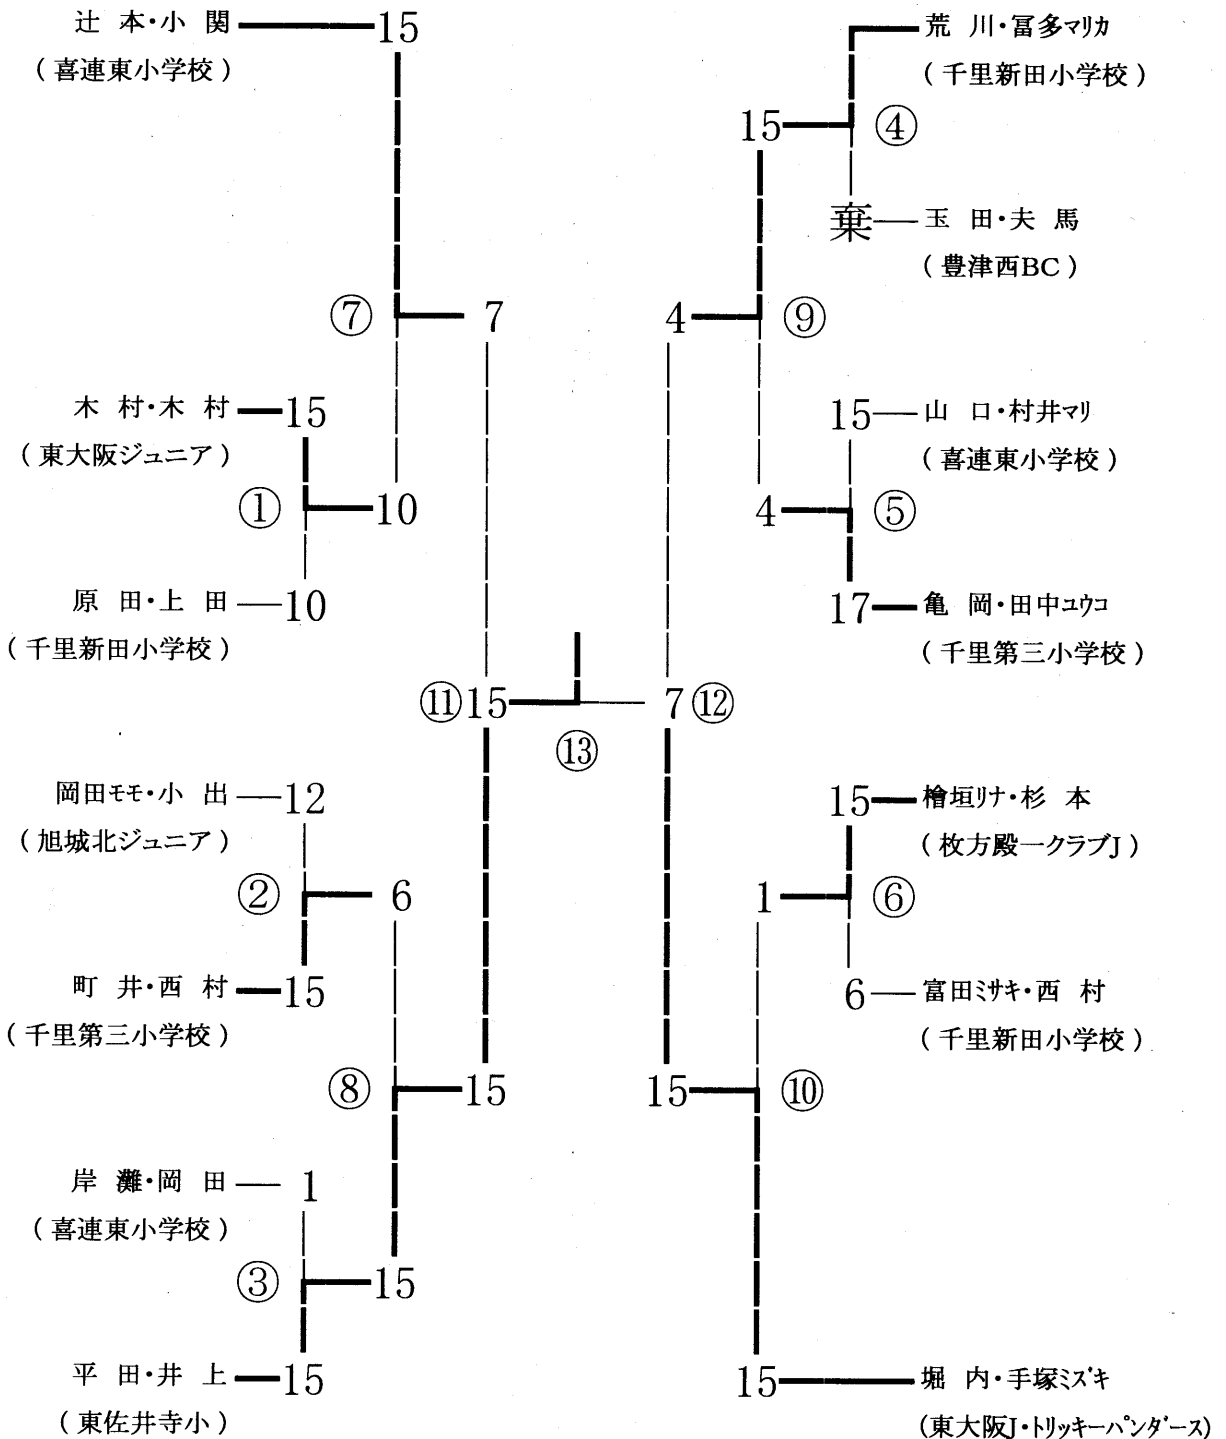 辻 本・小 関 15
(喜連東小学校)
⑦ 7
木 村・木 村 15
(東大阪ジュニア)
① 10
原 田・上 田 10
(千里新田小学校)
⑪ 15
岡田モモ・小 出 12
(旭城北ジュニア)
② 6
町 井・西 村 15
(千里第三小学校)
⑧ 15
岸 灘・岡 田 1
(喜連東小学校)
③ 15
平 田・井 上 15
(東佐井寺小)
⑬
荒 川・冨多マリカ
(千里新田小学校)
15 ④
棄 玉 田・夫 馬
(豊津西BC)
4 ⑨
15 山 口・村井マリ
(喜連東小学校)
4 ⑤
17 亀 岡・田中ユウコ
(千里第三小学校)
7 ⑫
15 檜垣リナ・杉 本
(枚方殿一クラブJ)
1 ⑥
6 富田ミサキ・西 村
(千里新田小学校)
15 ⑩
15 堀 内・手塚ミズキ
(東大阪J・トリッキーパンダース)